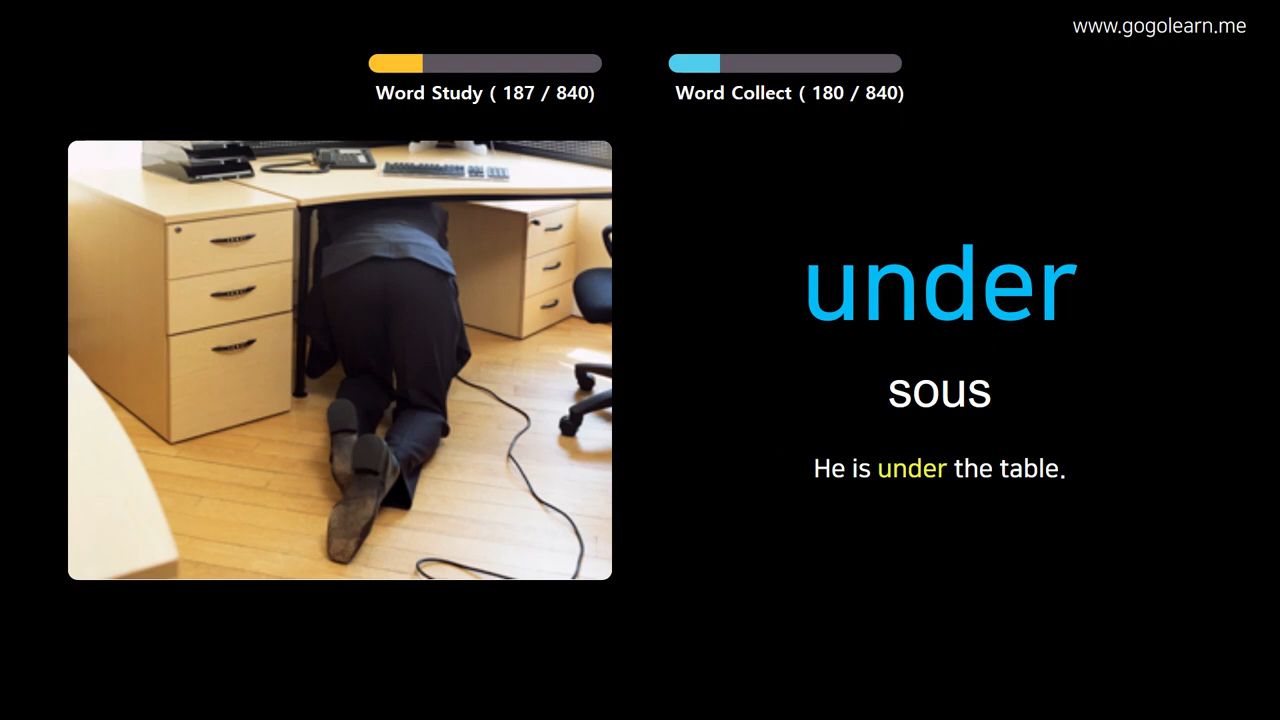 www.gogolearn.me
Word Study ( 187 / 840)
Word Collect ( 180 / 840)
under
sous
He is under the table.